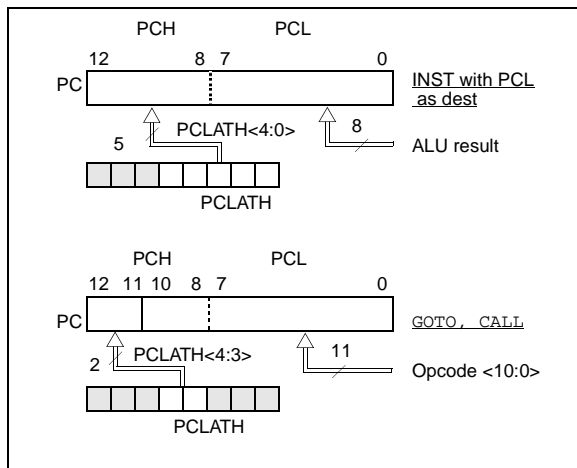 PCH PCL
12 8 7 0
PC
INST with PCL
as dest
PCLATH<4:0>
5
8
ALU result
PCLATH
PCH PCL
12 11 10 8 7 0
PC
GOTO, CALL
PCLATH<4:3>
2
11
Opcode <10:0>
PCLATH